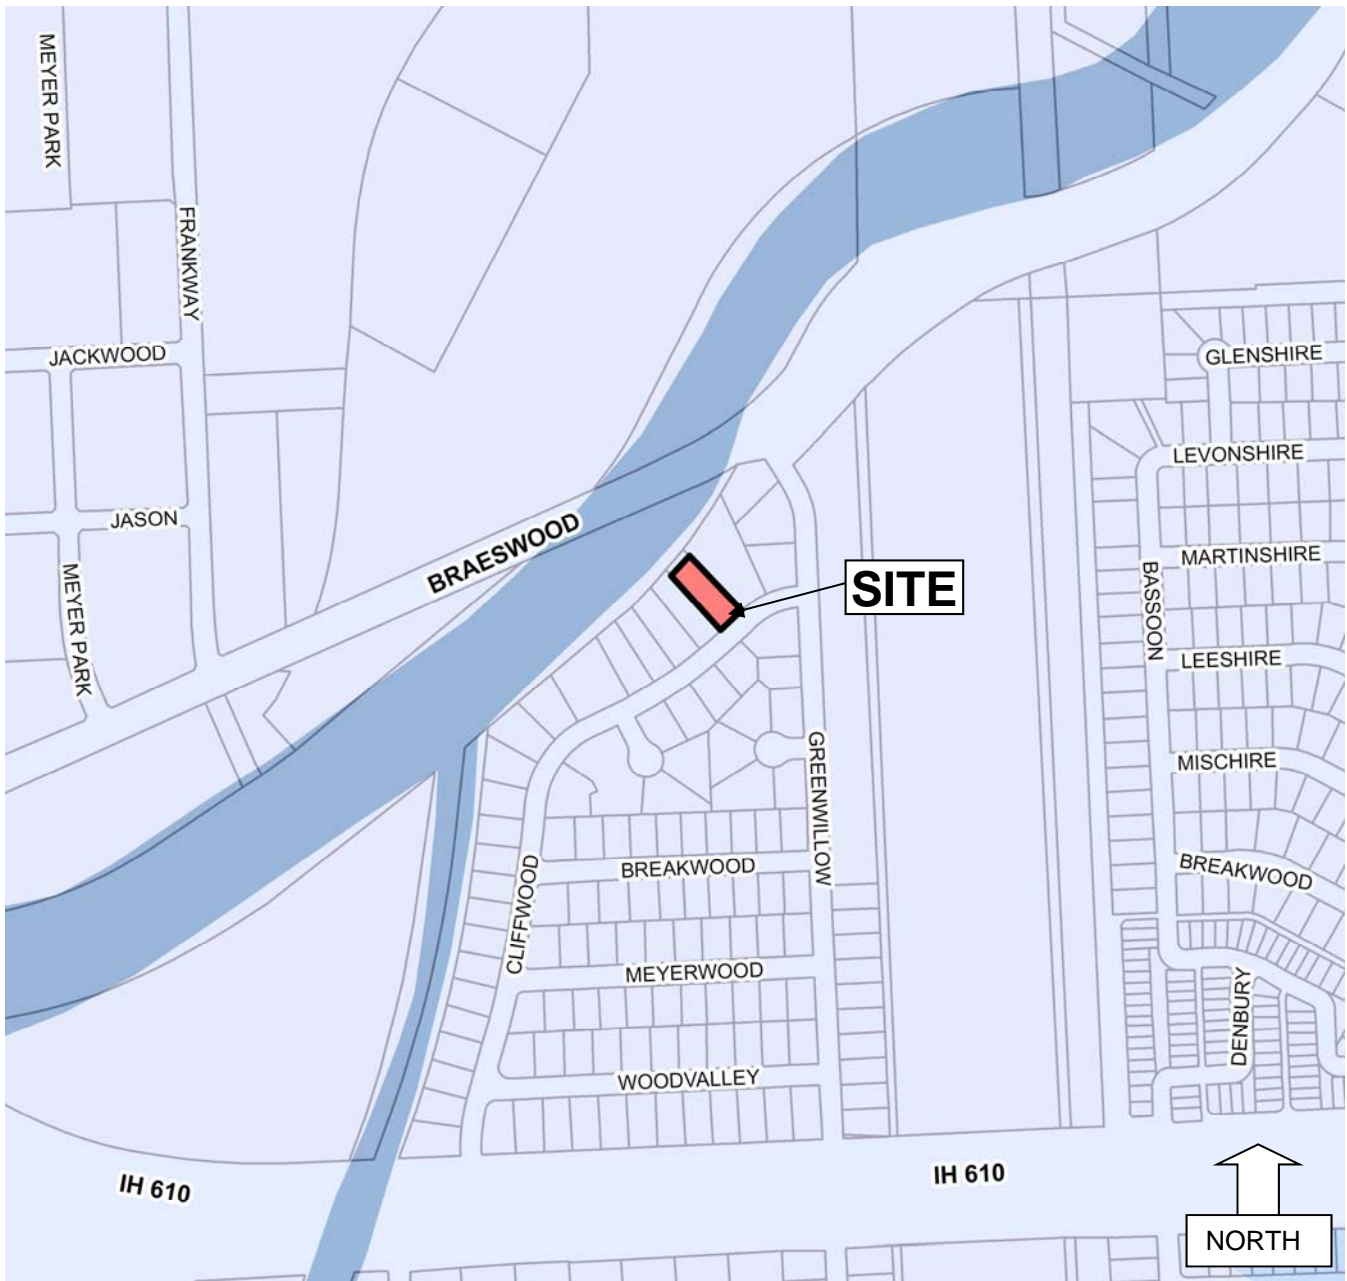 MEYER PARK
FRANKWAY
JACKWOOD
GLENSHIRE
LEVONSHIRE
JASON
BRAESWOOD
MARTINSHIRE
SITE
MEYER PARK
BASSOON
LEESHIRE
GREENWILLOW
MISCHIRE
BREAKWOOD
BREAKWOOD
CLIFFWOOD
MEYERWOOD
DENBURY
WOODVALLEY
IH 610
IH 610
NORTH